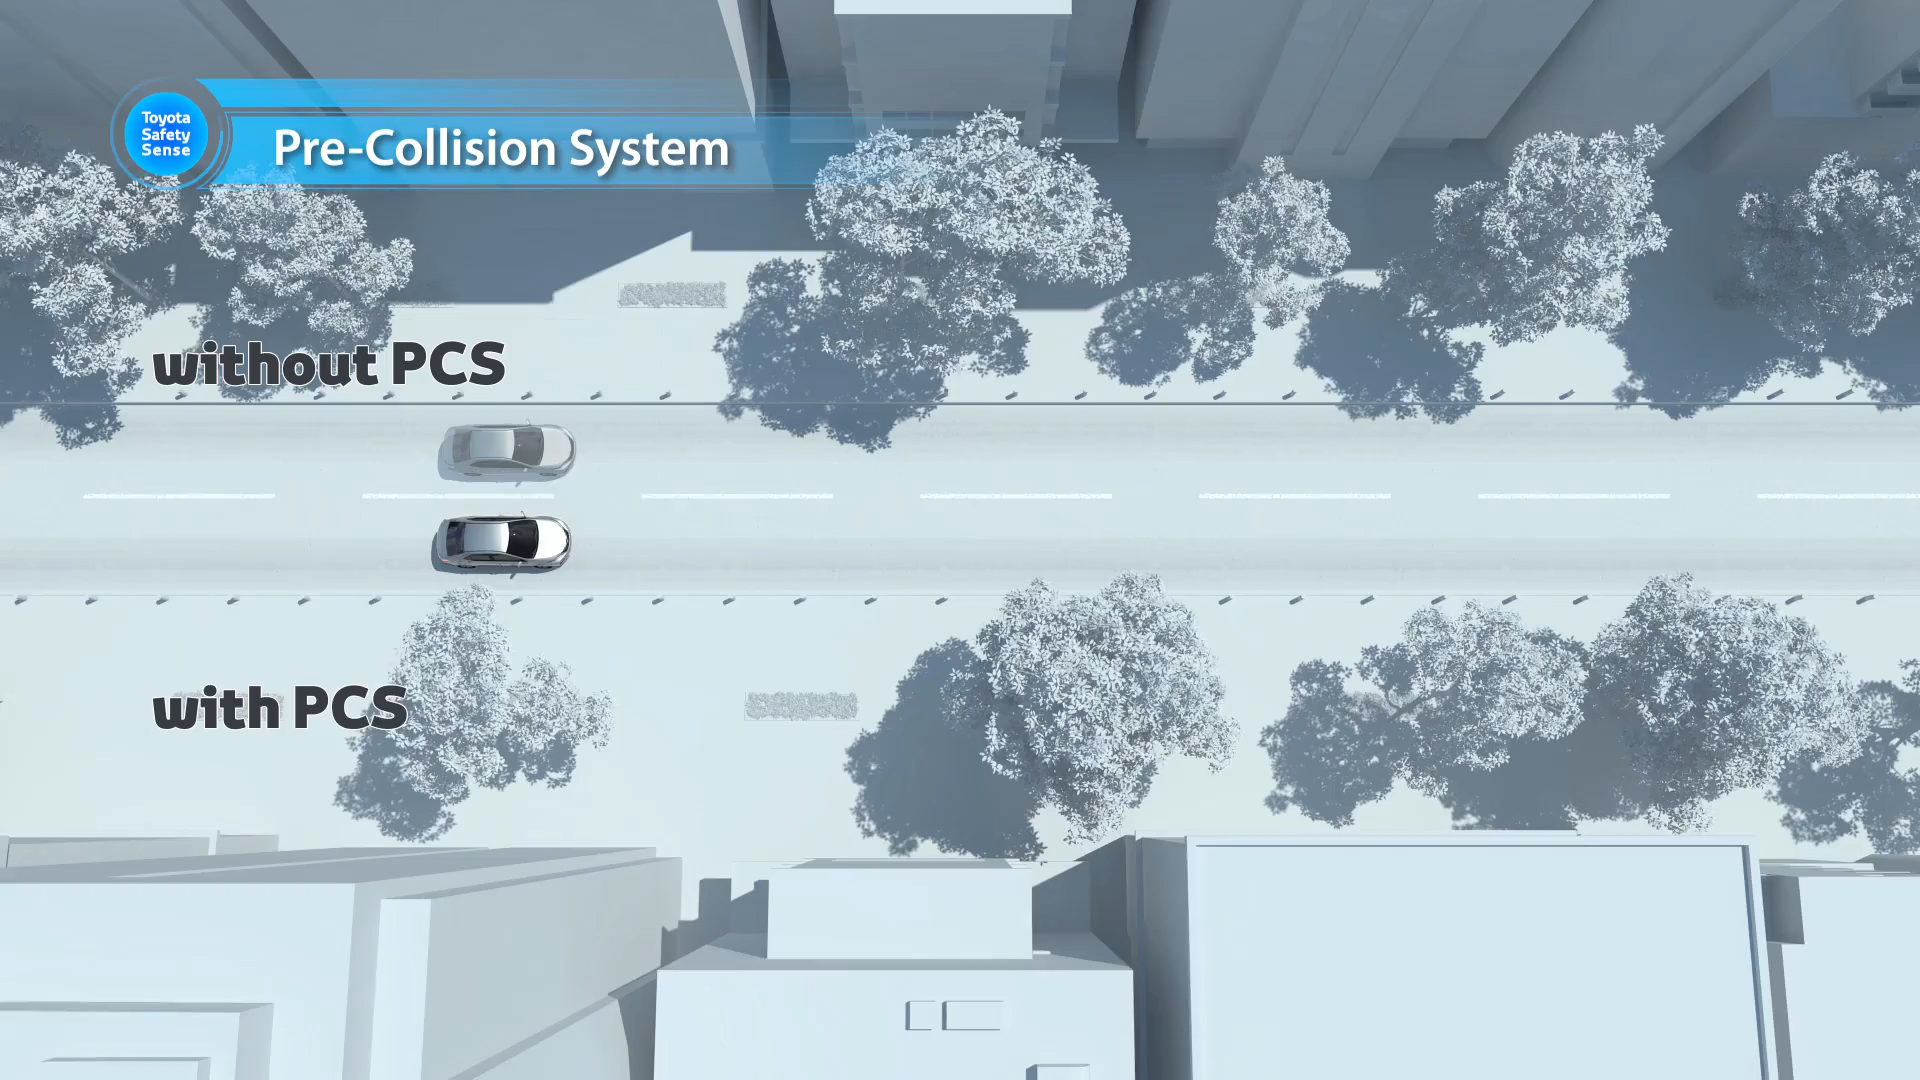 Toyota
Safety
Sense
Pre-Collision System
without PCS
with PCS